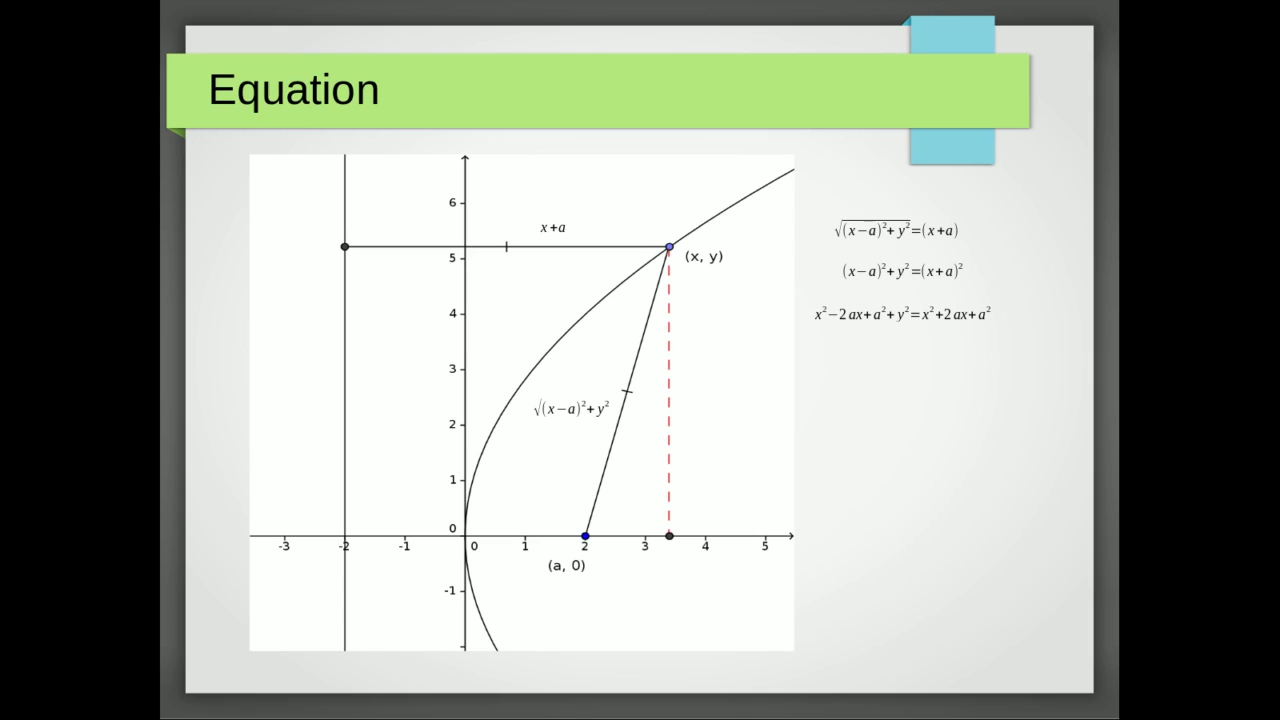 Equation
x+a
(x, y)
√(x−a)²+y²
(a, 0)
6
5
4
3
2
1
0
-1
-3 -2 -1 0 1 2 3 4 5
√(x−a)²+y²=(x+a)
(x−a)²+y²=(x+a)²
x²−2ax+a²+y²=x²+2ax+a²